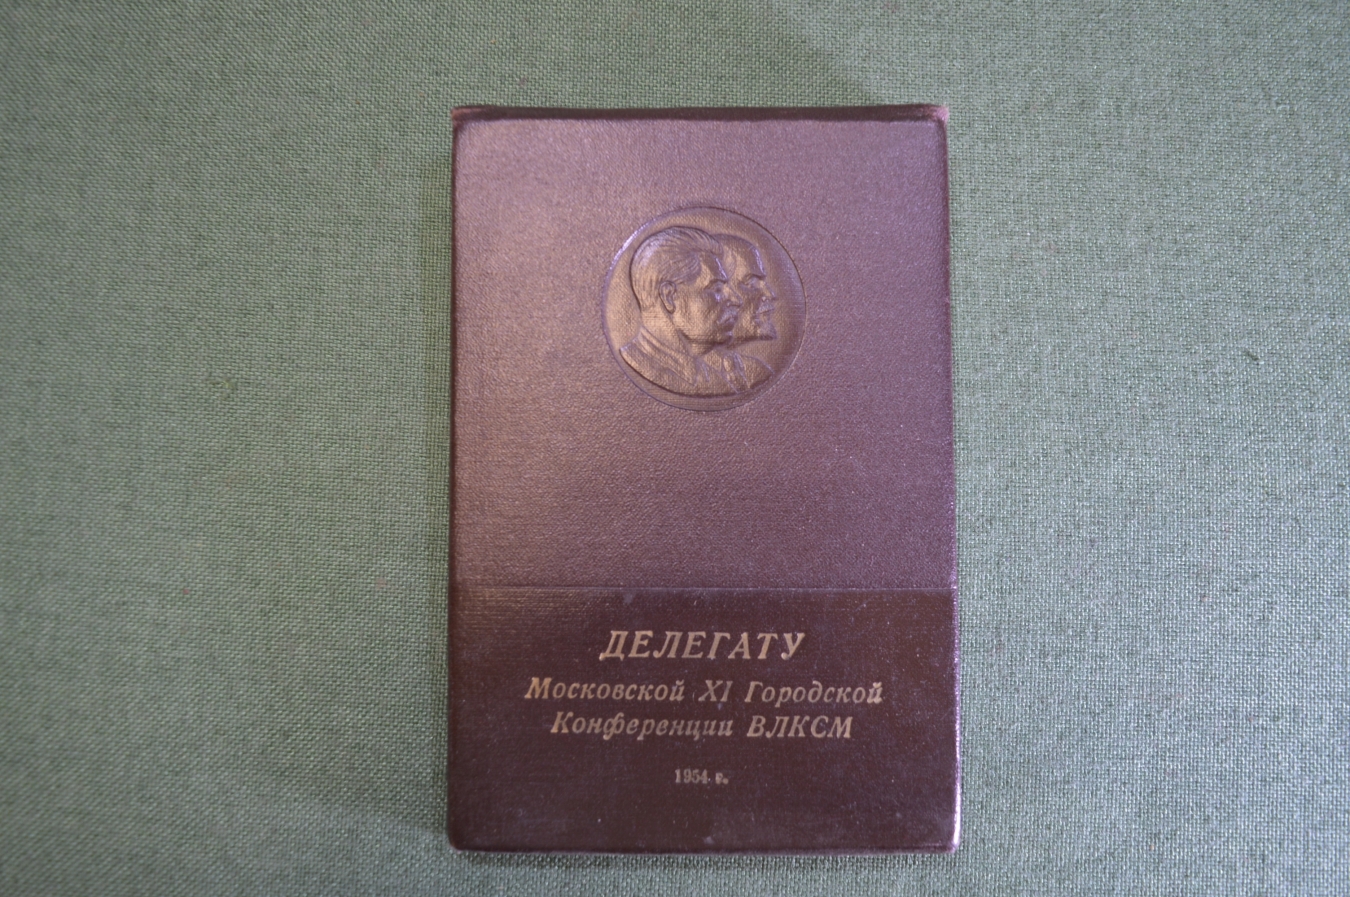 ДЕЛЕГАТУ
Московской XI Городской
Конференции ВЛКСМ
1954 г.